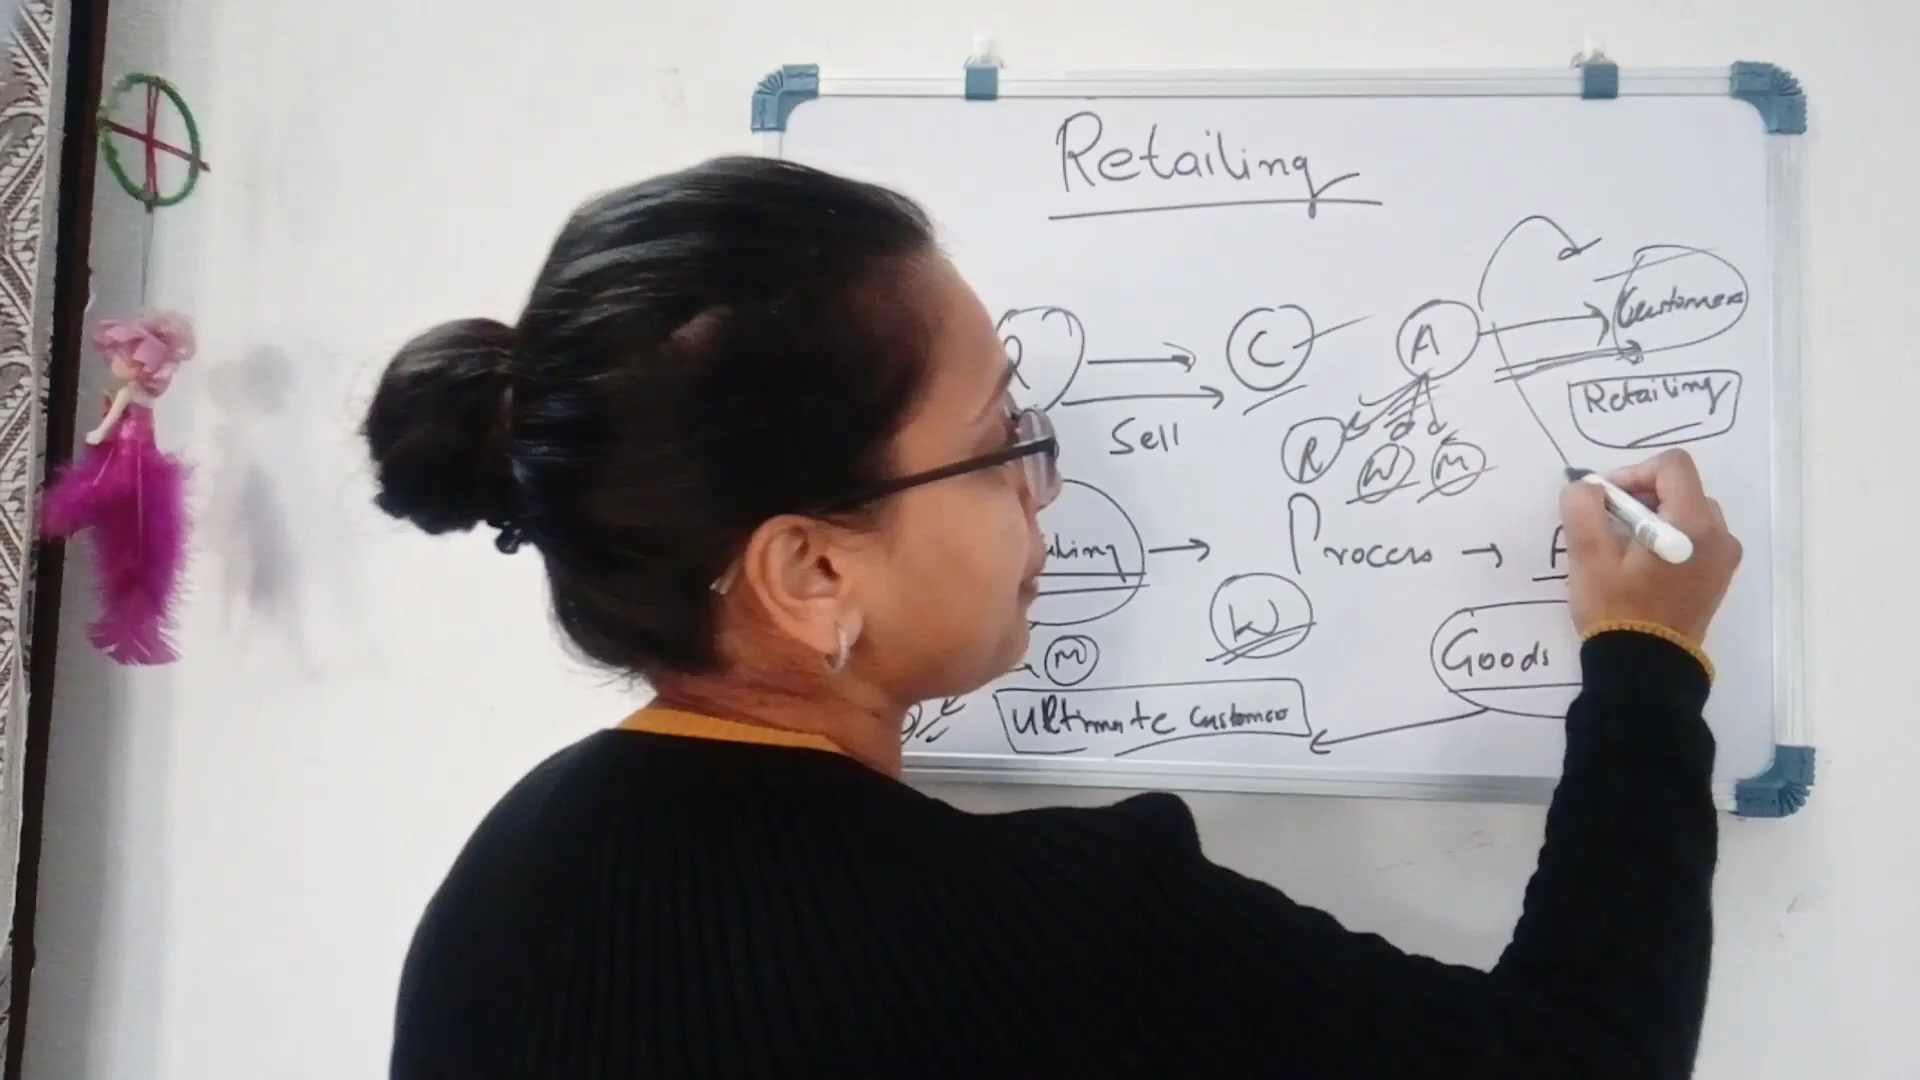 Retailing
C A Customer
Sell Retailing
R W M
Process
W
Goods
M
Ultimate Customer